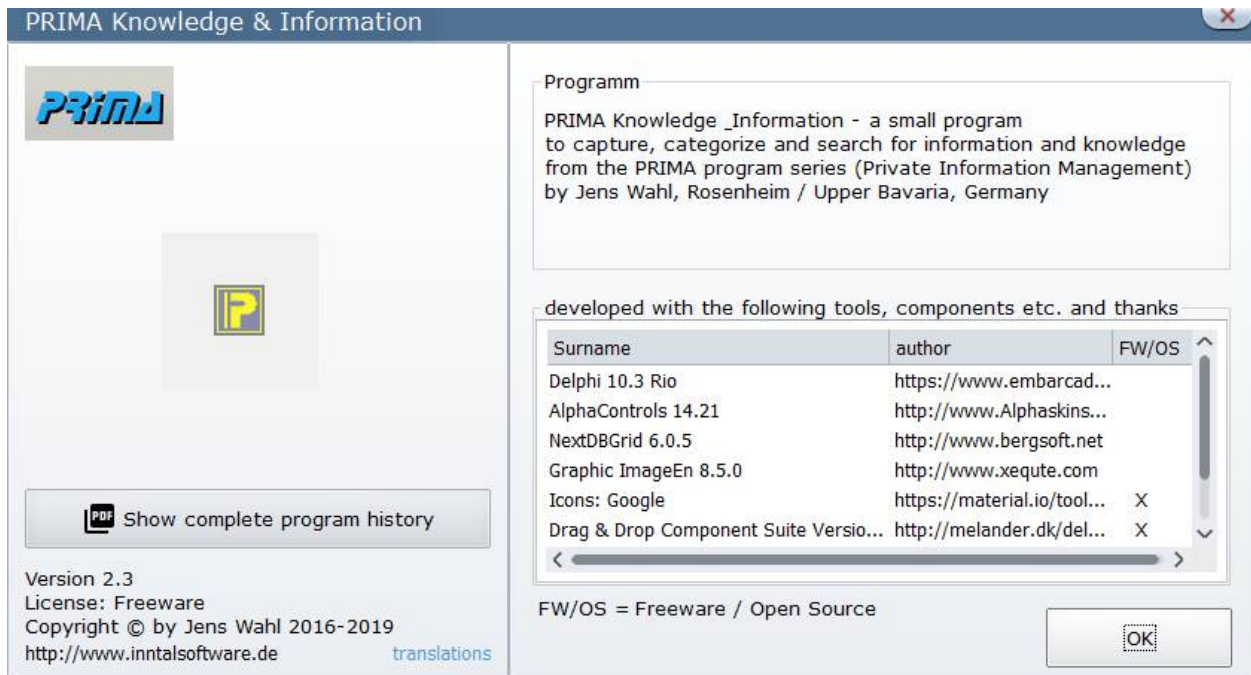 PRIMA Knowledge & Information
PRiMA
P
PDF Show complete program history
Version 2.3
License: Freeware
Copyright © by Jens Wahl 2016-2019
http://www.inntalsoftware.de translations
Programm
PRIMA Knowledge _Information - a small program
to capture, categorize and search for information and knowledge
from the PRIMA program series (Private Information Management)
by Jens Wahl, Rosenheim / Upper Bavaria, Germany
developed with the following tools, components etc. and thanks
Surname author FW/OS
Delphi 10.3 Rio https://www.embarcad...
AlphaControls 14.21 http://www.Alphaskins...
NextDBGrid 6.0.5 http://www.bergsoft.net
Graphic ImageEn 8.5.0 http://www.xequte.com
Icons: Google https://material.io/tool... X
Drag & Drop Component Suite Versio... http://melander.dk/del... X
FW/OS = Freeware / Open Source
OK